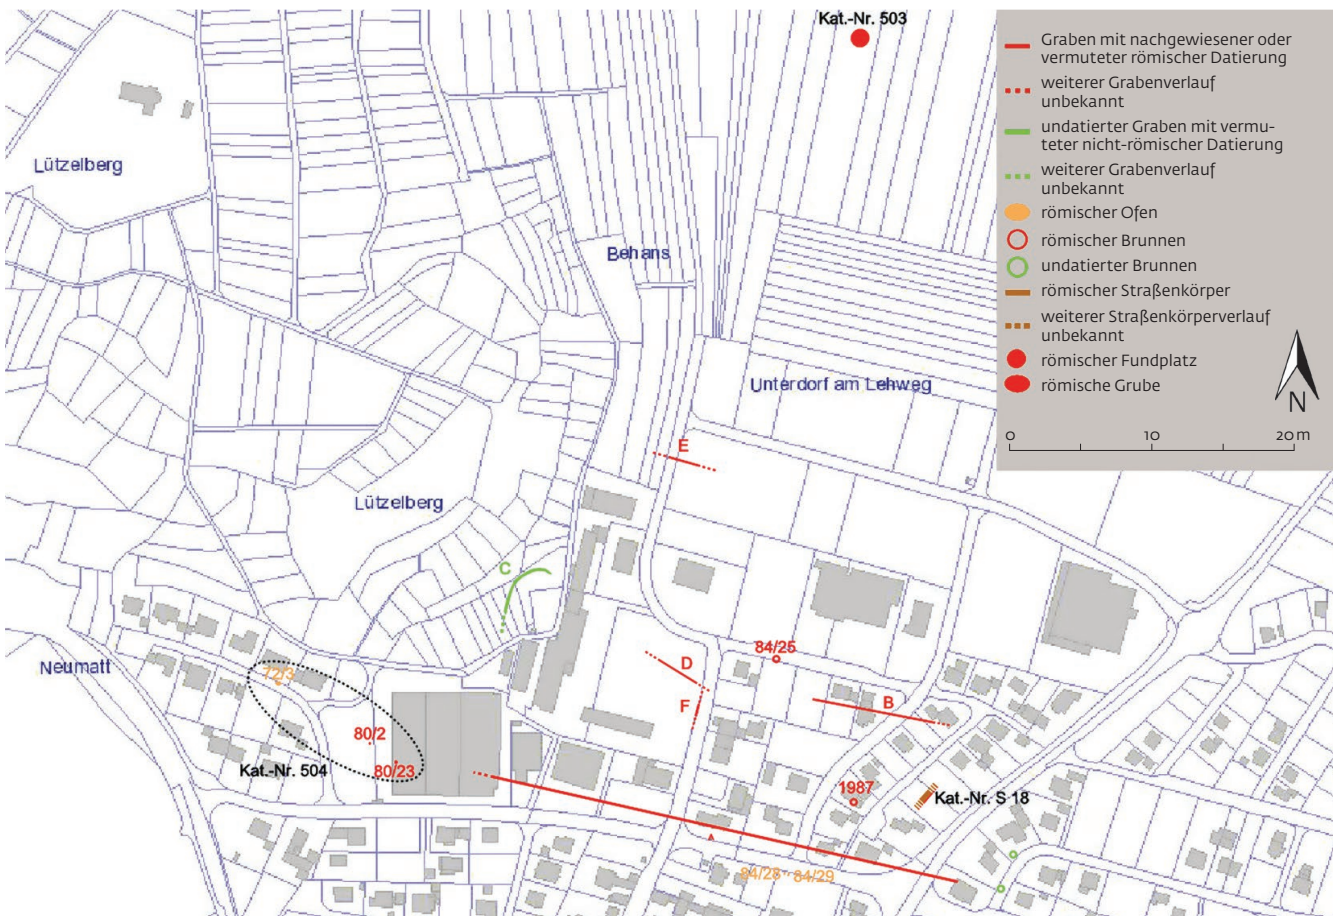 Kat.-Nr. 503
Lützelberg
Behans
Unterdorf am Lehweg
E
Lützelberg
C
Neumatt
72/3
84/25
D
F
B
80/2
80/23
Kat.-Nr. 504
1987
Kat.-Nr. S 18
A
84/28
84/29
Graben mit nachgewiesener oder
vermuteter römischer Datierung
weiterer Grabenverlauf
unbekannt
undatierter Graben mit vermu-
teter nicht-römischer Datierung
weiterer Grabenverlauf
unbekannt
römischer Ofen
römischer Brunnen
undatierter Brunnen
römischer Straßenkörper
weiterer Straßenkörperverlauf
unbekannt
römischer Fundplatz
römische Grube
N
0 10 20 m